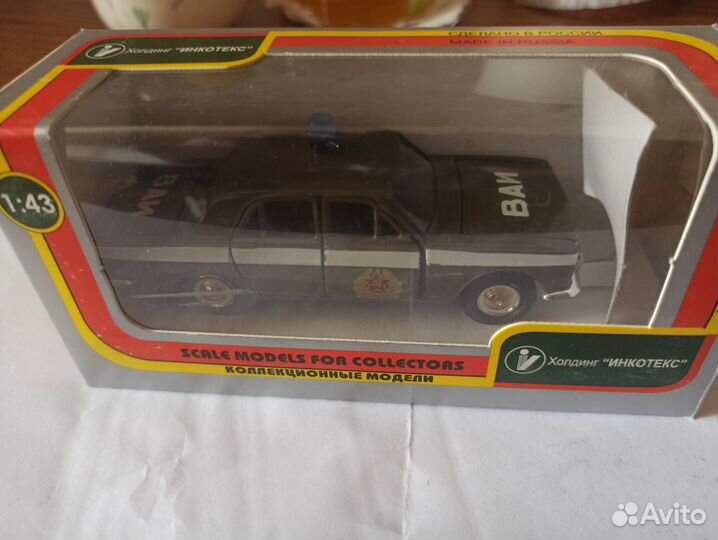 Холдинг "ИНКОТЕКС"
СДЕЛАНО В РОССИИ
MADE IN RUSSIA
1:43
ВАИ
ВАИ
SCALE MODELS FOR COLLECTORS
КОЛЛЕКЦИОННЫЕ МОДЕЛИ
Холдинг "ИНКОТЕКС"
Avito